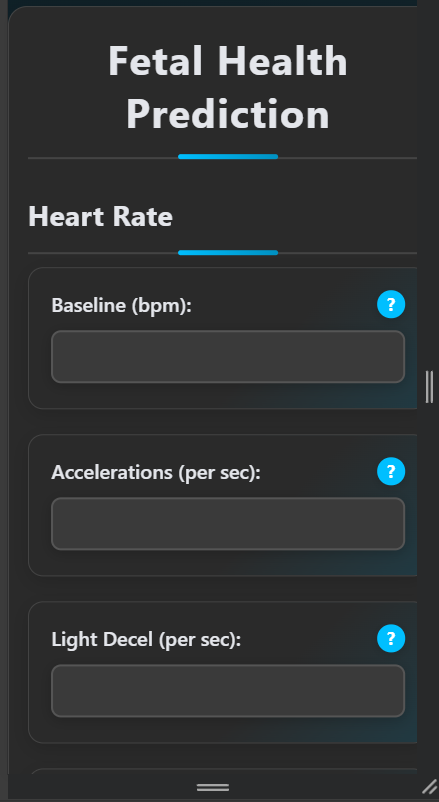 Fetal Health
Prediction
Heart Rate
Baseline (bpm):
?
Accelerations (per sec):
?
Light Decel (per sec):
?